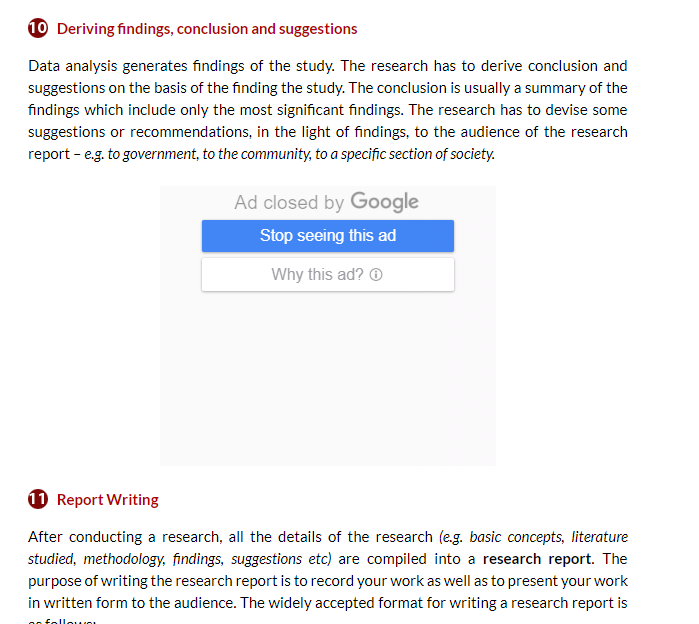 10 Deriving findings, conclusion and suggestions
Data analysis generates findings of the study. The research has to derive conclusion and
suggestions on the basis of the finding the study. The conclusion is usually a summary of the
findings which include only the most significant findings. The research has to devise some
suggestions or recommendations, in the light of findings, to the audience of the research
report – e.g. to government, to the community, to a specific section of society.
Ad closed by Google
Stop seeing this ad
Why this ad?
11 Report Writing
After conducting a research, all the details of the research (e.g. basic concepts, literature
studied, methodology, findings, suggestions etc) are compiled into a research report. The
purpose of writing the research report is to record your work as well as to present your work
in written form to the audience. The widely accepted format for writing a research report is
as follows: